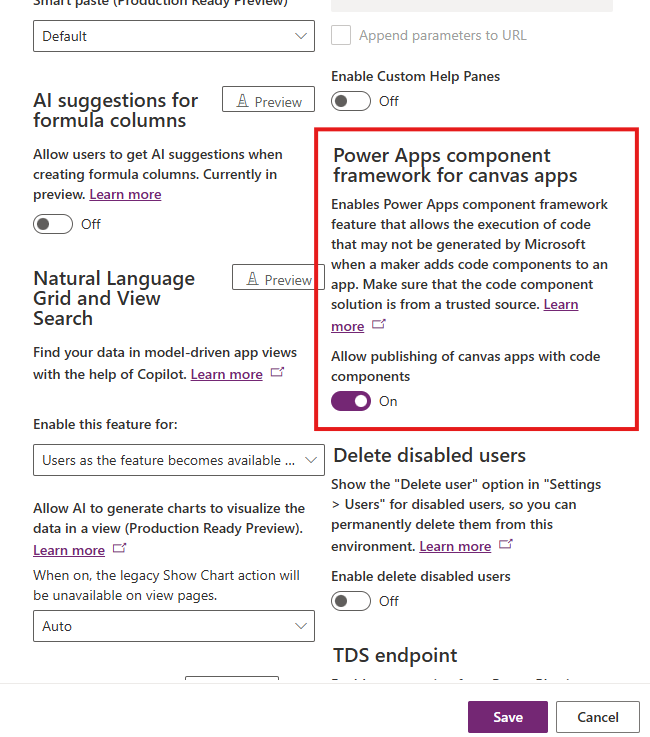 Smart paste (Production Ready Preview)
Default
AI suggestions for
formula columns
Preview
Allow users to get AI suggestions when
creating formula columns. Currently in
preview. Learn more
Off
Natural Language
Grid and View
Search
Preview
Find your data in model-driven app views
with the help of Copilot. Learn more
Enable this feature for:
Users as the feature becomes available ...
Allow AI to generate charts to visualize the
data in a view (Production Ready Preview).
Learn more
When on, the legacy Show Chart action will
be unavailable on view pages.
Auto
Append parameters to URL
Enable Custom Help Panes
Off
Power Apps component
framework for canvas apps
Enables Power Apps component framework
feature that allows the execution of code
that may not be generated by Microsoft
when a maker adds code components to an
app. Make sure that the code component
solution is from a trusted source. Learn
more
Allow publishing of canvas apps with code
components
On
Delete disabled users
Show the "Delete user" option in "Settings
> Users" for disabled users, so you can
permanently delete them from this
environment. Learn more
Enable delete disabled users
Off
TDS endpoint
Save
Cancel